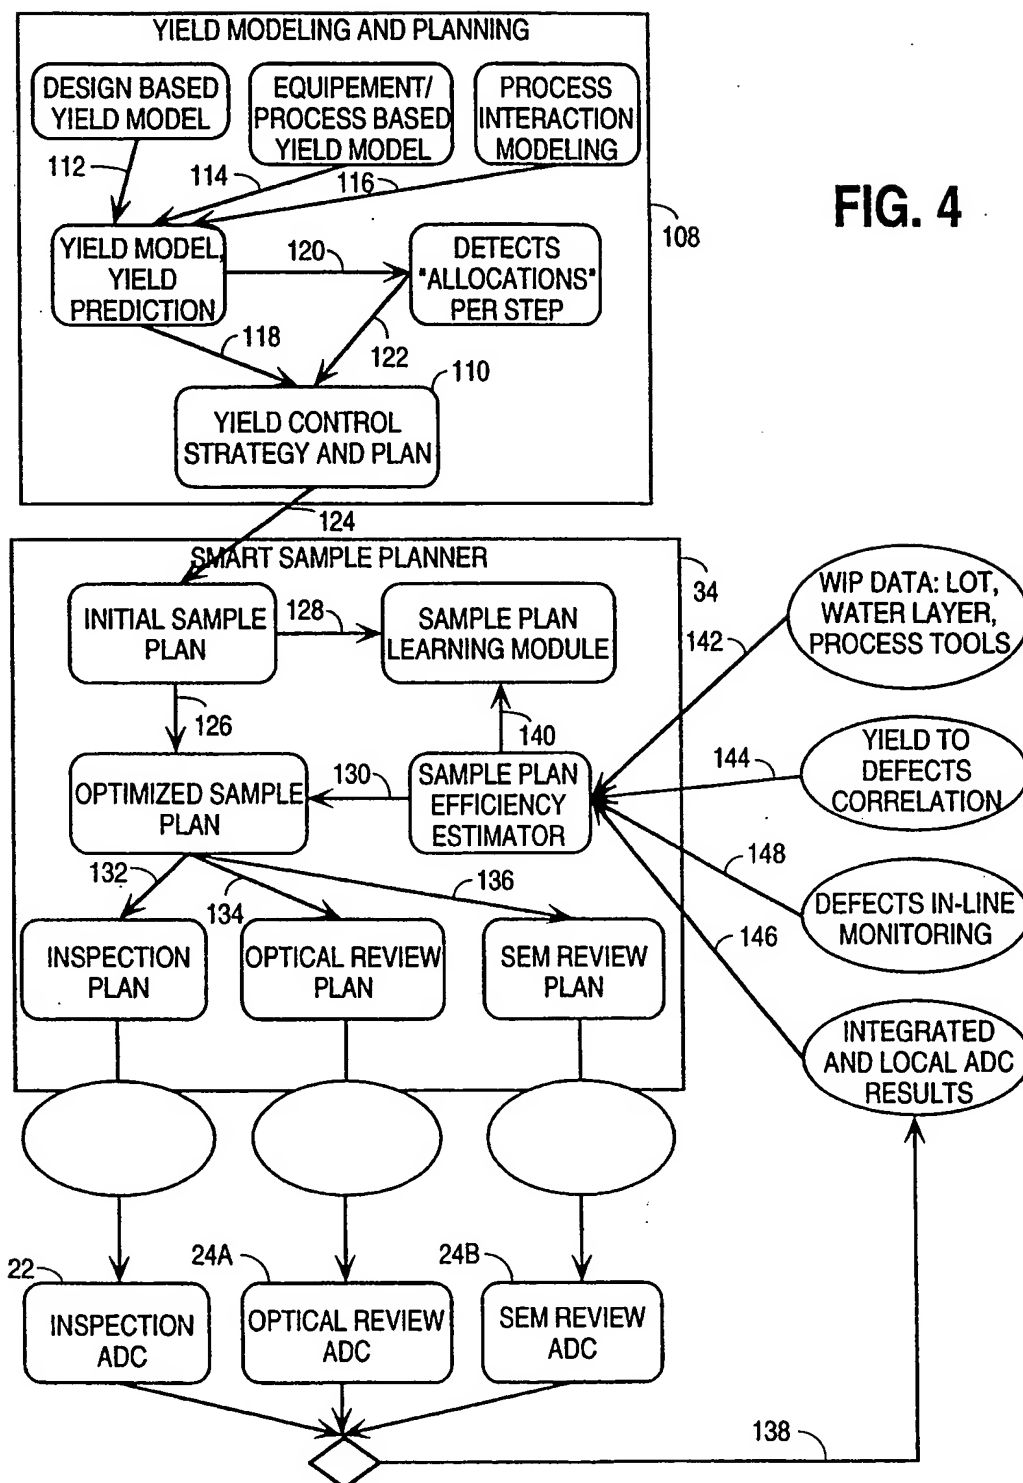 YIELD MODELING AND PLANNING
DESIGN BASED
YIELD MODEL
EQUIPEMENT/
PROCESS BASED
YIELD MODEL
PROCESS
INTERACTION
MODELING
112
114
116
108
FIG. 4
YIELD MODEL,
YIELD
PREDICTION
120
DETECTS
"ALLOCATIONS"
PER STEP
118
122
110
YIELD CONTROL
STRATEGY AND PLAN
124
SMART SAMPLE PLANNER
34
INITIAL SAMPLE
PLAN
128
SAMPLE PLAN
LEARNING MODULE
WIP DATA: LOT,
WATER LAYER,
PROCESS TOOLS
142
126
140
OPTIMIZED SAMPLE
PLAN
130
SAMPLE PLAN
EFFICIENCY
ESTIMATOR
144
YIELD TO
DEFECTS
CORRELATION
132
134
136
148
DEFECTS IN-LINE
MONITORING
146
INSPECTION
PLAN
OPTICAL REVIEW
PLAN
SEM REVIEW
PLAN
INTEGRATED
AND LOCAL ADC
RESULTS
22
24A
24B
INSPECTION
ADC
OPTICAL REVIEW
ADC
SEM REVIEW
ADC
138